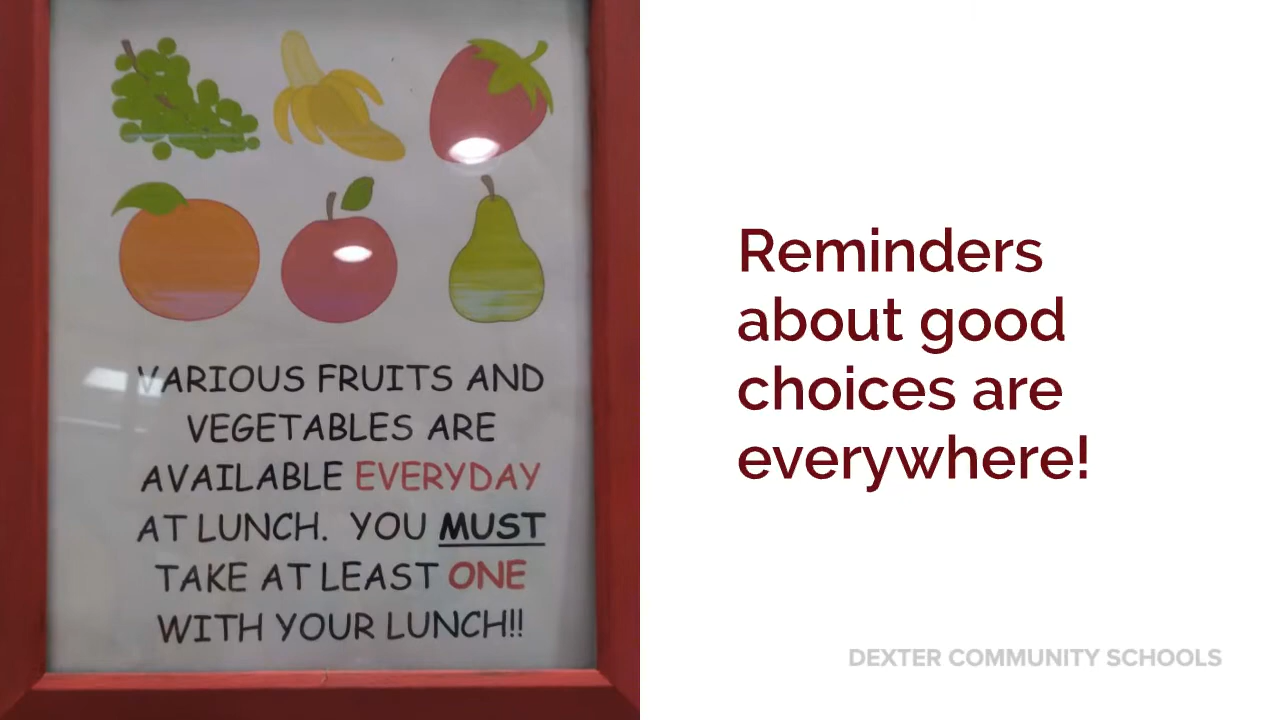 VARIOUS FRUITS AND
VEGETABLES ARE
AVAILABLE EVERYDAY
AT LUNCH. YOU MUST
TAKE AT LEAST ONE
WITH YOUR LUNCH!!
Reminders
about good
choices are
everywhere!
DEXTER COMMUNITY SCHOOLS